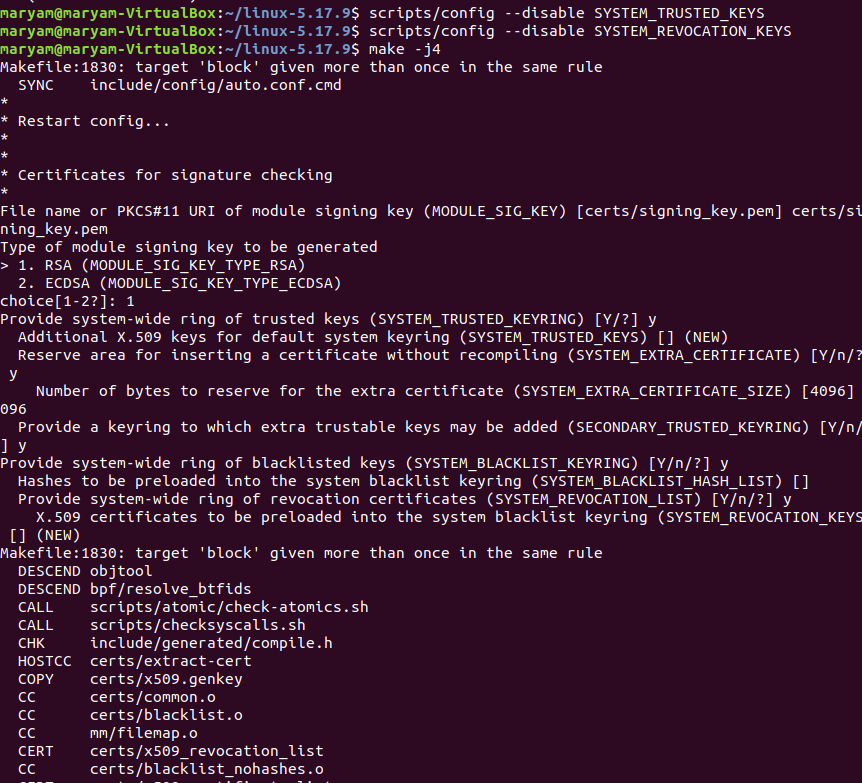 maryam@maryam-VirtualBox:~/linux-5.17.9$ scripts/config --disable SYSTEM_TRUSTED_KEYS
maryam@maryam-VirtualBox:~/linux-5.17.9$ scripts/config --disable SYSTEM_REVOCATION_KEYS
maryam@maryam-VirtualBox:~/linux-5.17.9$ make -j4
Makefile:1830: target 'block' given more than once in the same rule
  SYNC    include/config/auto.conf.cmd
*
* Restart config...
*
*
* Certificates for signature checking
*
File name or PKCS#11 URI of module signing key (MODULE_SIG_KEY) [certs/signing_key.pem] certs/si
ning_key.pem
Type of module signing key to be generated
> 1. RSA (MODULE_SIG_KEY_TYPE_RSA)
  2. ECDSA (MODULE_SIG_KEY_TYPE_ECDSA)
choice[1-2?]: 1
Provide system-wide ring of trusted keys (SYSTEM_TRUSTED_KEYRING) [Y/?] y
  Additional X.509 keys for default system keyring (SYSTEM_TRUSTED_KEYS) [] (NEW)
  Reserve area for inserting a certificate without recompiling (SYSTEM_EXTRA_CERTIFICATE) [Y/n/?
 y
    Number of bytes to reserve for the extra certificate (SYSTEM_EXTRA_CERTIFICATE_SIZE) [4096]
096
  Provide a keyring to which extra trustable keys may be added (SECONDARY_TRUSTED_KEYRING) [Y/n/
] y
Provide system-wide ring of blacklisted keys (SYSTEM_BLACKLIST_KEYRING) [Y/n/?] y
  Hashes to be preloaded into the system blacklist keyring (SYSTEM_BLACKLIST_HASH_LIST) []
  Provide system-wide ring of revocation certificates (SYSTEM_REVOCATION_LIST) [Y/n/?] y
    X.509 certificates to be preloaded into the system blacklist keyring (SYSTEM_REVOCATION_KEYS
 [] (NEW)
Makefile:1830: target 'block' given more than once in the same rule
  DESCEND objtool
  DESCEND bpf/resolve_btfids
  CALL    scripts/atomic/check-atomics.sh
  CALL    scripts/checksyscalls.sh
  CHK     include/generated/compile.h
  HOSTCC  certs/extract-cert
  COPY    certs/x509.genkey
  CC      certs/common.o
  CC      certs/blacklist.o
  CC      mm/filemap.o
  CERT    certs/x509_revocation_list
  CC      certs/blacklist_nohashes.o